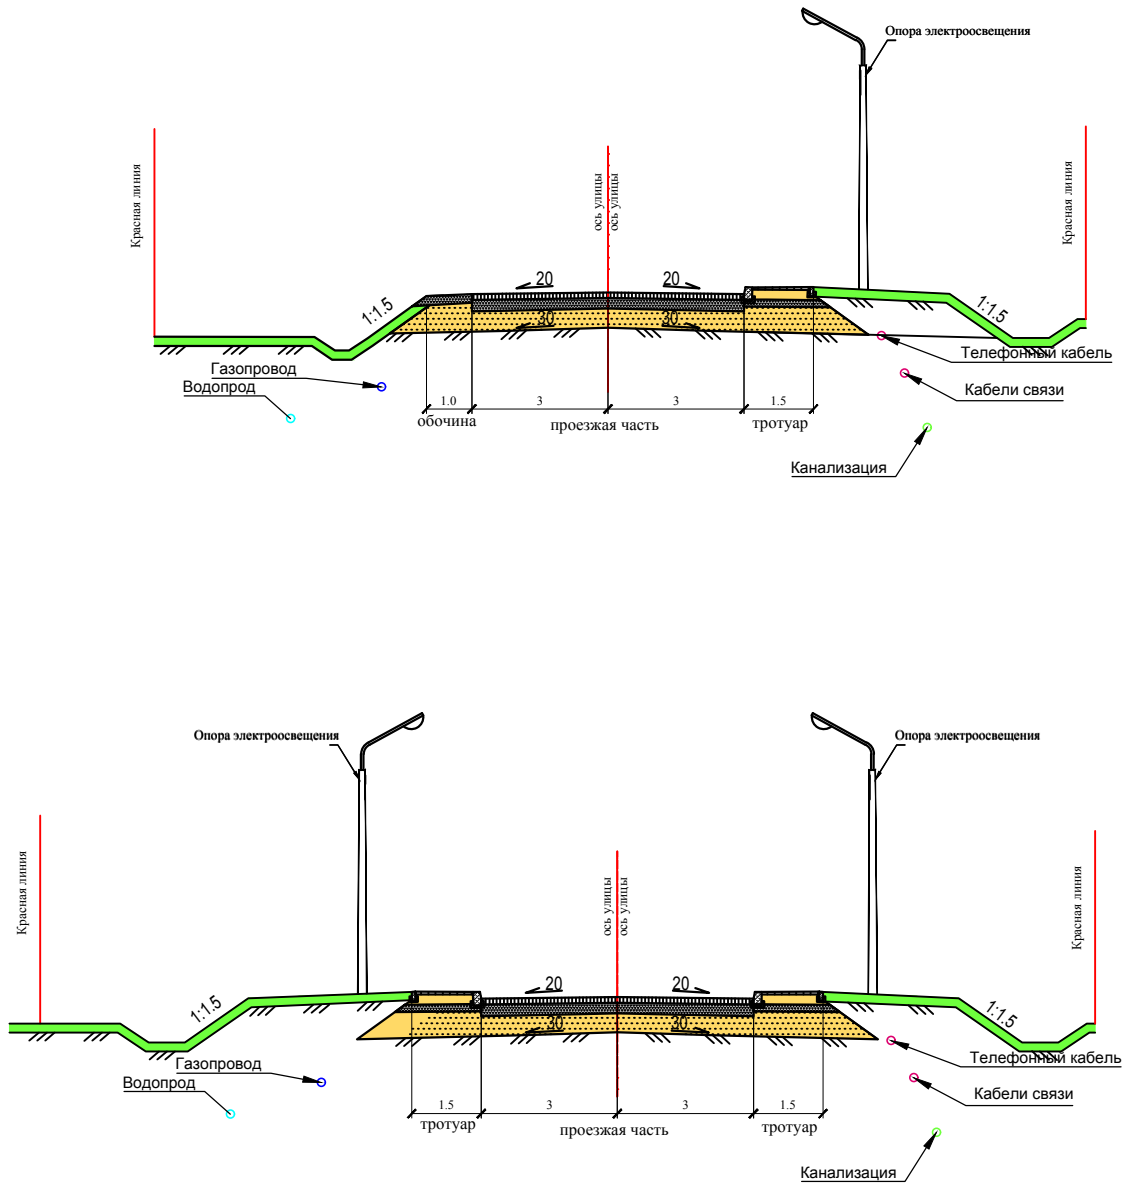 Опора электроосвещения
Красная линия
ось улицы
ось улицы
Красная линия
20
20
1:1.5
1:1.5
30
30
Телефонный кабель
Газопровод
Водопрод
Кабели связи
1.0
3
3
1.5
обочина
проезжая часть
тротуар
Канализация
Опора электроосвещения
Опора электроосвещения
Красная линия
ось улицы
ось улицы
Красная линия
20
20
1:1.5
1:1.5
30
30
Телефонный кабель
Газопровод
Водопрод
Кабели связи
1.5
3
3
1.5
тротуар
проезжая часть
тротуар
Канализация